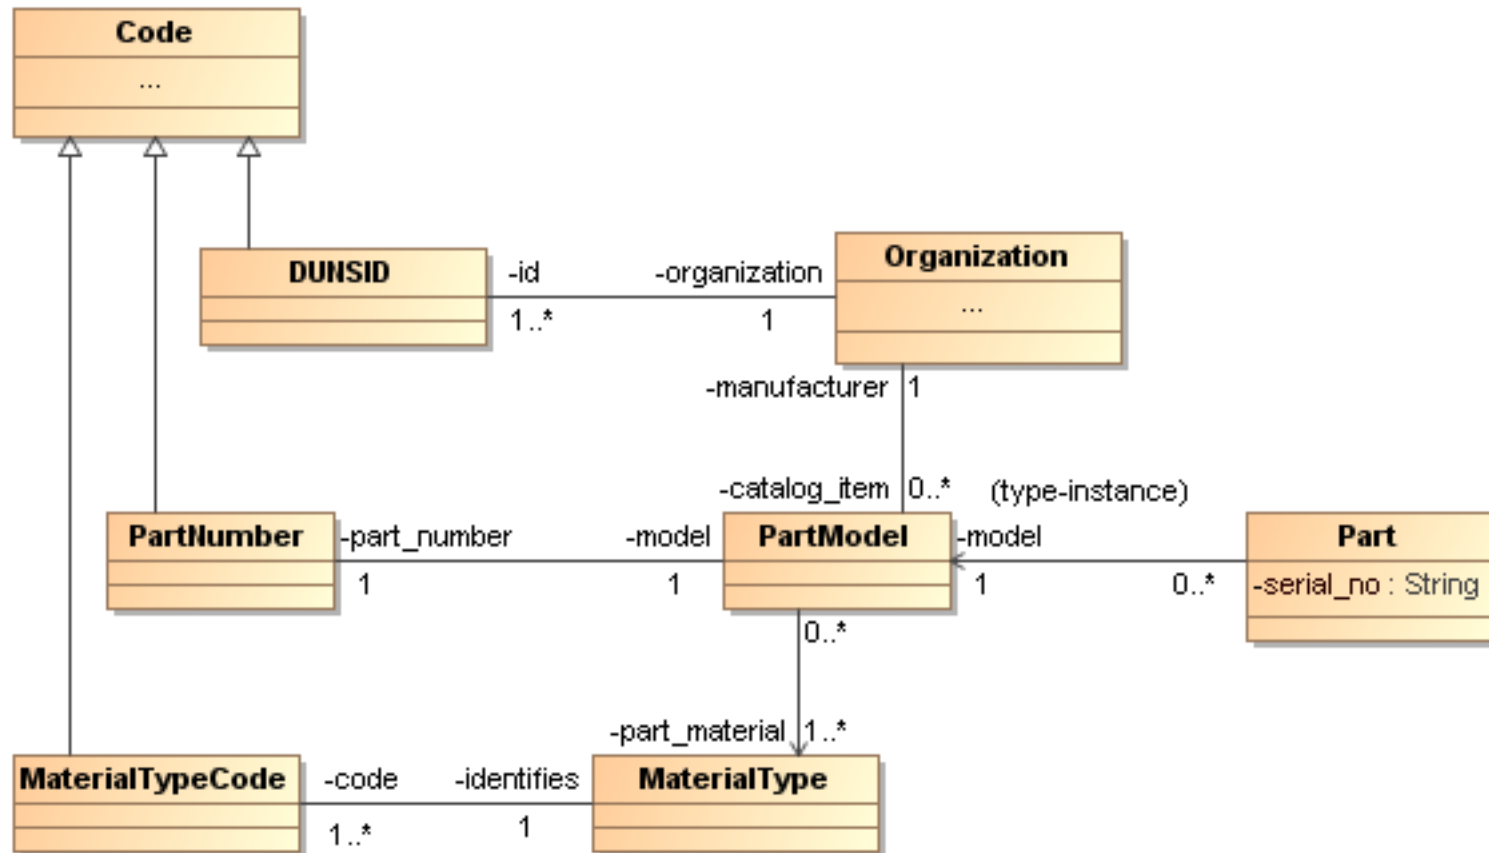 Code
...
DUNSID
-id
-organization
1..*
1
Organization
...
-manufacturer
1
-catalog_item
0..*
(type-instance)
PartNumber
-part_number
-model
1
1
PartModel
-model
1
0..*
Part
-serial_no : String
0..*
-part_material
1..*
MaterialTypeCode
-code
-identifies
1..*
1
MaterialType